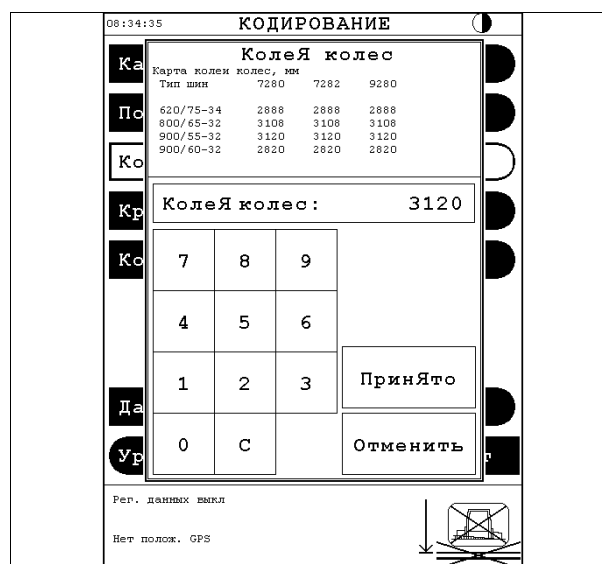 08:34:35 КОДИРОВАНИЕ
КолеЯ колес
Карта колеи колес, мм
Тип шин 7280 7282 9280
620/75-34 2888 2888 2888
800/65-32 3108 3108 3108
900/55-32 3120 3120 3120
900/60-32 2820 2820 2820
Ка
По
Ко
Кр
Ко
КолеЯ колес: 3120
7 8 9
4 5 6
1 2 3
ПринЯто
0 C
Отменить
Да
Ур
Рег. данных выкл
Нет полож. GPS